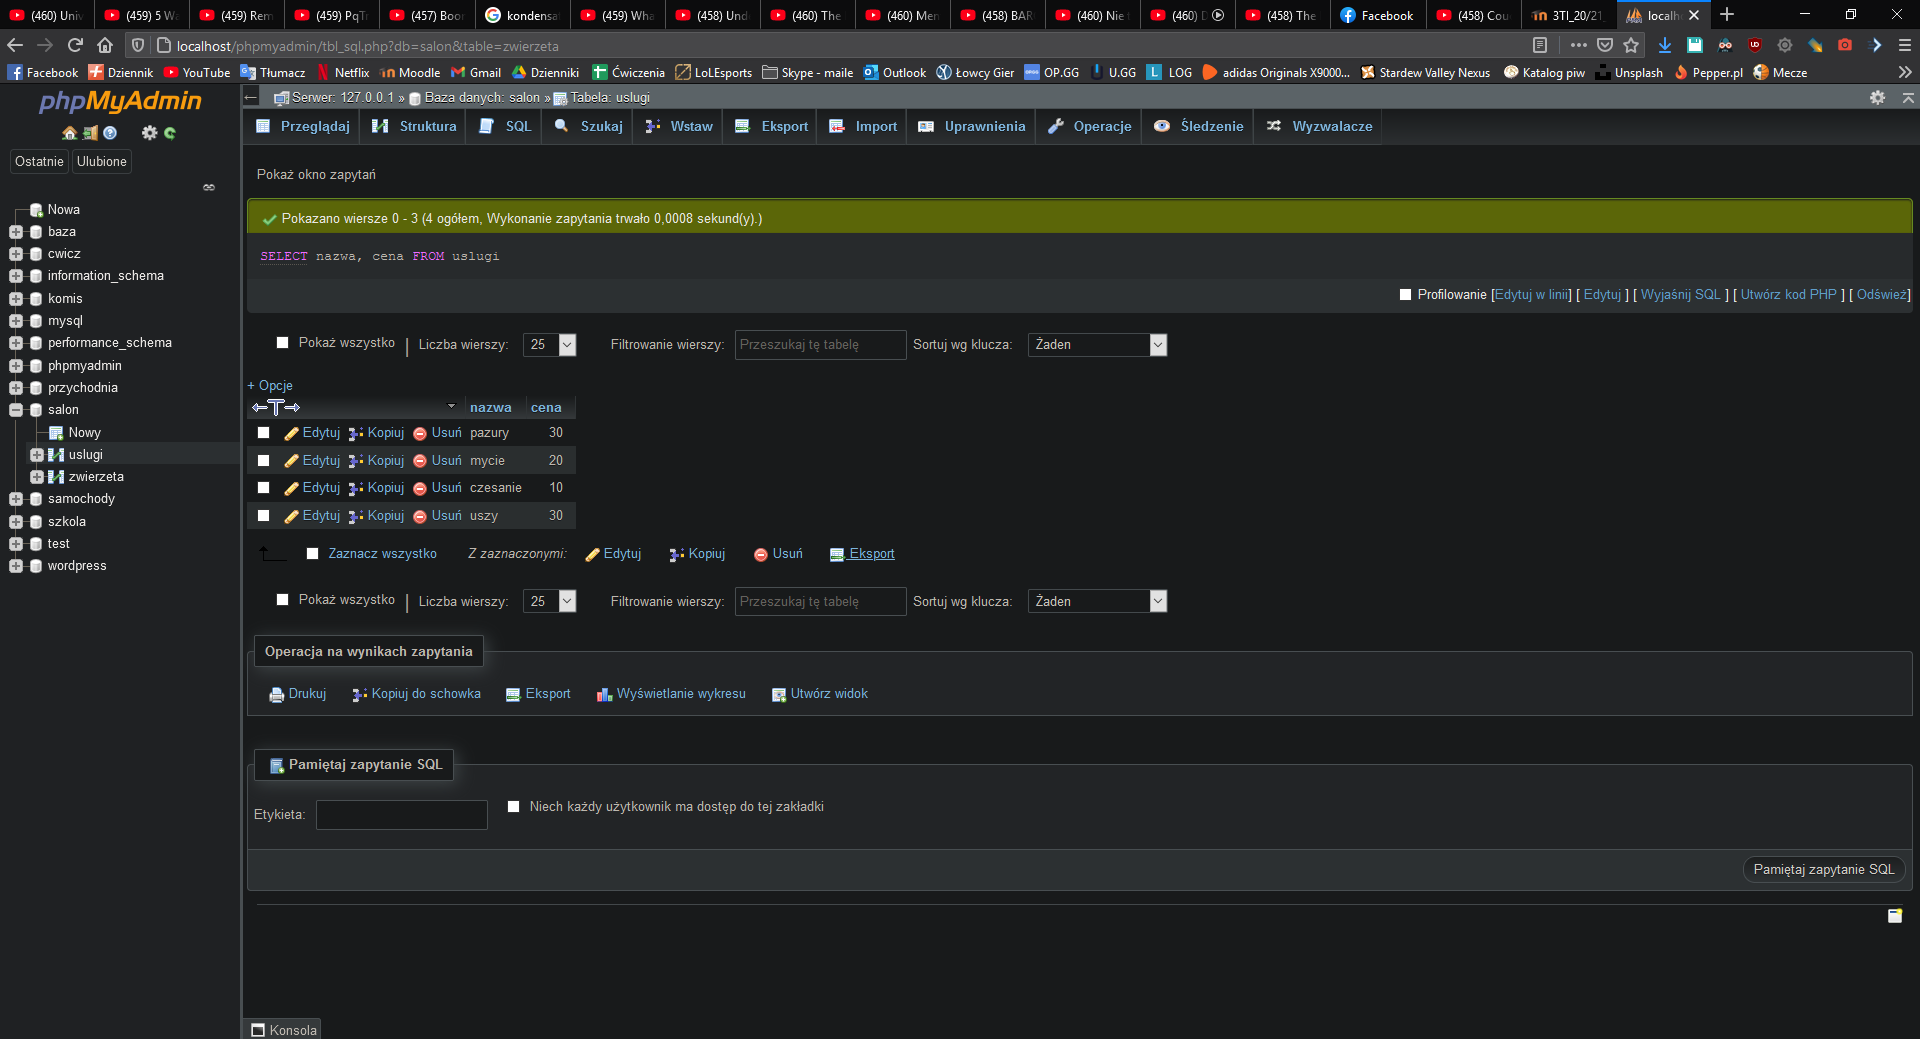 (460) Univ
(459) 5 Wa
(459) Rem
(459) PqTr
(457) Boor
kondensa
(459) Wha
(458) Und
(460) The
(460) Men
(458) BAR
(460) Nie
(460) D
(458) The
Facebook
(458) Cou
3TI_20/21
localh
localhost/phpmyadmin/tbl_sql.php?db=salon&table=zwierzeta
Facebook Dziennik YouTube Tłumacz Netflix Moodle Gmail Dzienniki Ćwiczenia LoLEsports Skype - maile Outlook Łowcy Gier OP.GG U.GG LOG adidas Originals X9000... Stardew Valley Nexus Katalog piw Unsplash Pepper.pl Mecze
phpMyAdmin
Ostatnie Ulubione
Nowa
baza
cwicz
information_schema
komis
mysql
performance_schema
phpmyadmin
przychodnia
salon
Nowy
uslugi
zwierzeta
samochody
szkola
test
wordpress
Serwer: 127.0.0.1 » Baza danych: salon » Tabela: uslugi
Przeglądaj Struktura SQL Szukaj Wstaw Eksport Import Uprawnienia Operacje Śledzenie Wyzwalacze
Pokaż okno zapytań
Pokazano wiersze 0 - 3 (4 ogółem, Wykonanie zapytania trwało 0,0008 sekund(y).)
SELECT nazwa, cena FROM uslugi
Profilowanie [Edytuj w linii] [ Edytuj ] [ Wyjaśnij SQL ] [ Utwórz kod PHP ] [ Odśwież]
Pokaż wszystko | Liczba wierszy: 25 Filtrowanie wierszy: Przeszukaj tę tabelę Sortuj wg klucza: Żaden
+ Opcje
nazwa cena
Edytuj Kopiuj Usuń pazury 30
Edytuj Kopiuj Usuń mycie 20
Edytuj Kopiuj Usuń czesanie 10
Edytuj Kopiuj Usuń uszy 30
Zaznacz wszystko Z zaznaczonymi: Edytuj Kopiuj Usuń Eksport
Pokaż wszystko | Liczba wierszy: 25 Filtrowanie wierszy: Przeszukaj tę tabelę Sortuj wg klucza: Żaden
Operacja na wynikach zapytania
Drukuj Kopiuj do schowka Eksport Wyświetlanie wykresu Utwórz widok
Pamiętaj zapytanie SQL
Etykieta: Niech każdy użytkownik ma dostęp do tej zakładki
Pamiętaj zapytanie SQL
Konsola